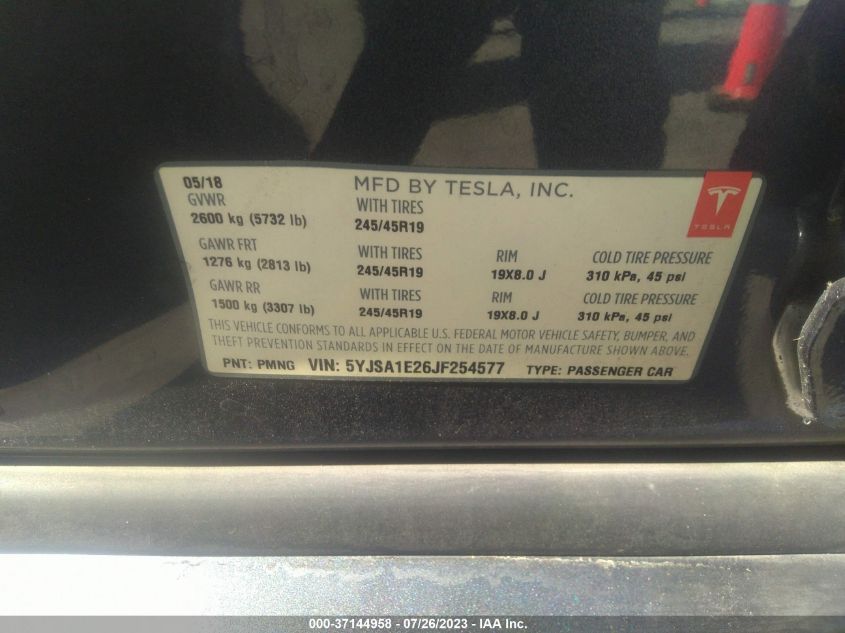 05/18 MFD BY TESLA, INC.
GVWR WITH TIRES
2600 kg (5732 lb) 245/45R19
TESLA
GAWR FRT WITH TIRES RIM COLD TIRE PRESSURE
1276 kg (2813 lb) 245/45R19 19X8.0 J 310 kPa, 45 psi
GAWR RR WITH TIRES RIM COLD TIRE PRESSURE
1500 kg (3307 lb) 245/45R19 19X8.0 J 310 kPa, 45 psi
THIS VEHICLE CONFORMS TO ALL APPLICABLE U.S. FEDERAL MOTOR VEHICLE SAFETY, BUMPER, AND
THEFT PREVENTION STANDARDS IN EFFECT ON THE DATE OF MANUFACTURE SHOWN ABOVE.
PNT: PMNG VIN: 5YJSA1E26JF254577 TYPE: PASSENGER CAR
000-37144958 - 07/26/2023 - IAA Inc.